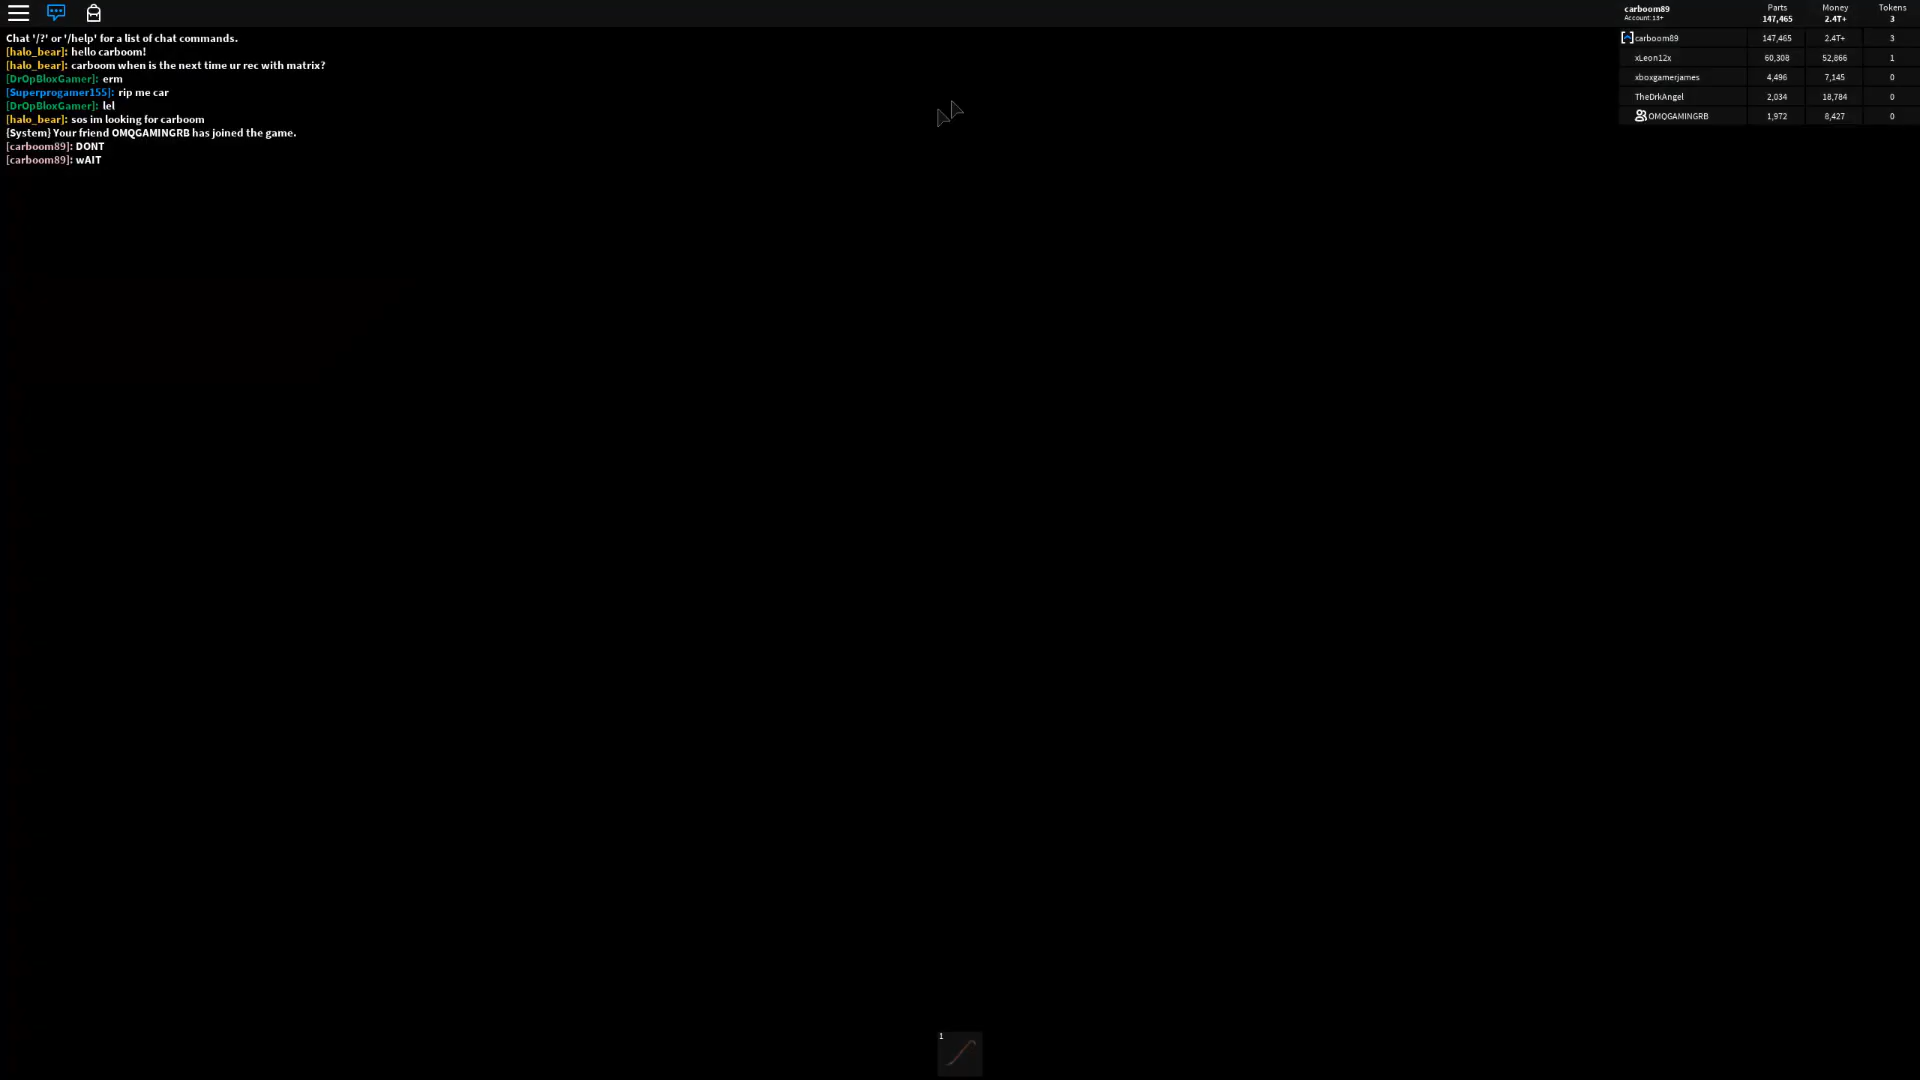 carboom89 Parts Money Tokens
Account: 13+ 147,465 2.4T+ 3
Chat '/?' or '/help' for a list of chat commands.
carboom89 147,465 2.4T+ 3
[halo_bear]: hello carboom!
xLeon12x 60,308 52,866 1
[halo_bear]: carboom when is the next time ur rec with matrix?
[DrOpBloxGamer]: erm
xboxgamerjames 4,496 7,145 0
[Superprogamer155]: rip me car
TheDrkAngel 2,034 18,784 0
[DrOpBloxGamer]: lel
[halo_bear]: sos im looking for carboom
OMQGAMINGRB 1,972 8,427 0
{System} Your friend OMQGAMINGRB has joined the game.
[carboom89]: DONT
[carboom89]: wAIT
1